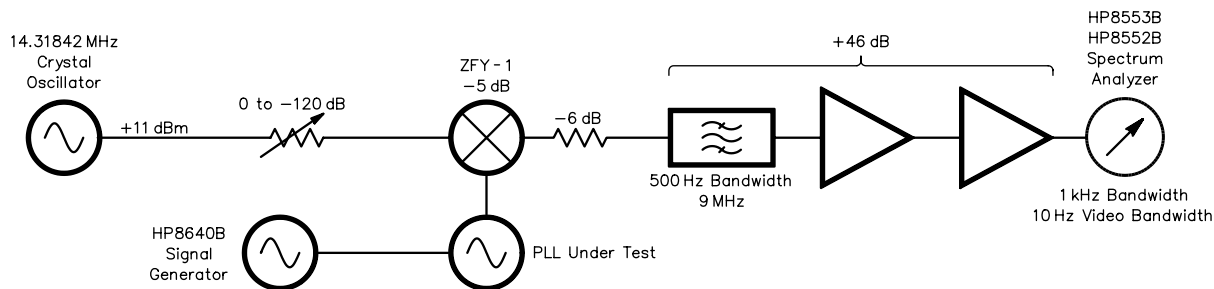 14.31842 MHz
Crystal
Oscillator
+11 dBm
0 to −120 dB
ZFY - 1
−5 dB
−6 dB
+46 dB
500 Hz Bandwidth
9 MHz
HP8553B
HP8552B
Spectrum
Analyzer
1 kHz Bandwidth
10 Hz Video Bandwidth
HP8640B
Signal
Generator
PLL Under Test